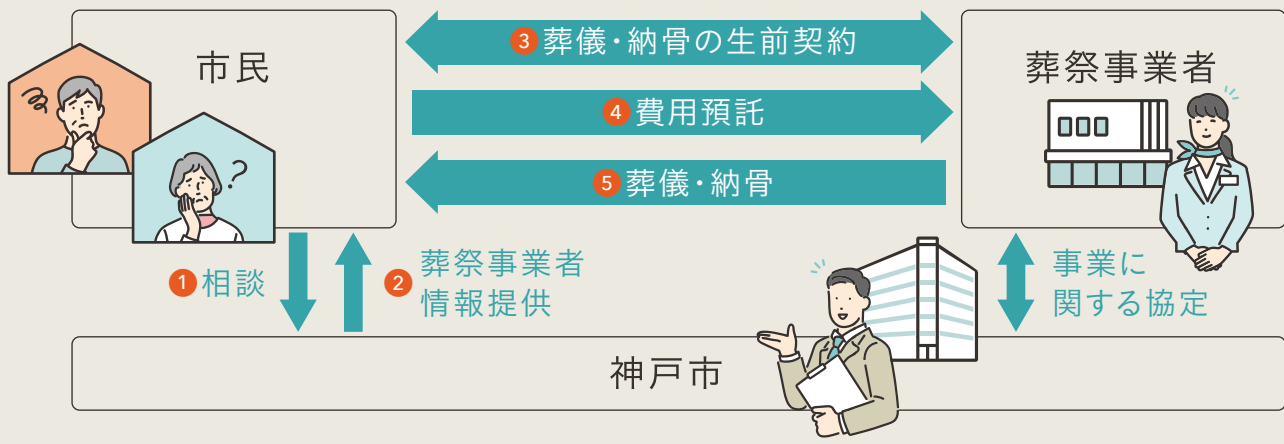 市民
③葬儀・納骨の生前契約
葬祭事業者
④費用預託
⑤葬儀・納骨
①相談
②葬祭事業者
情報提供
事業に
関する協定
神戸市
?